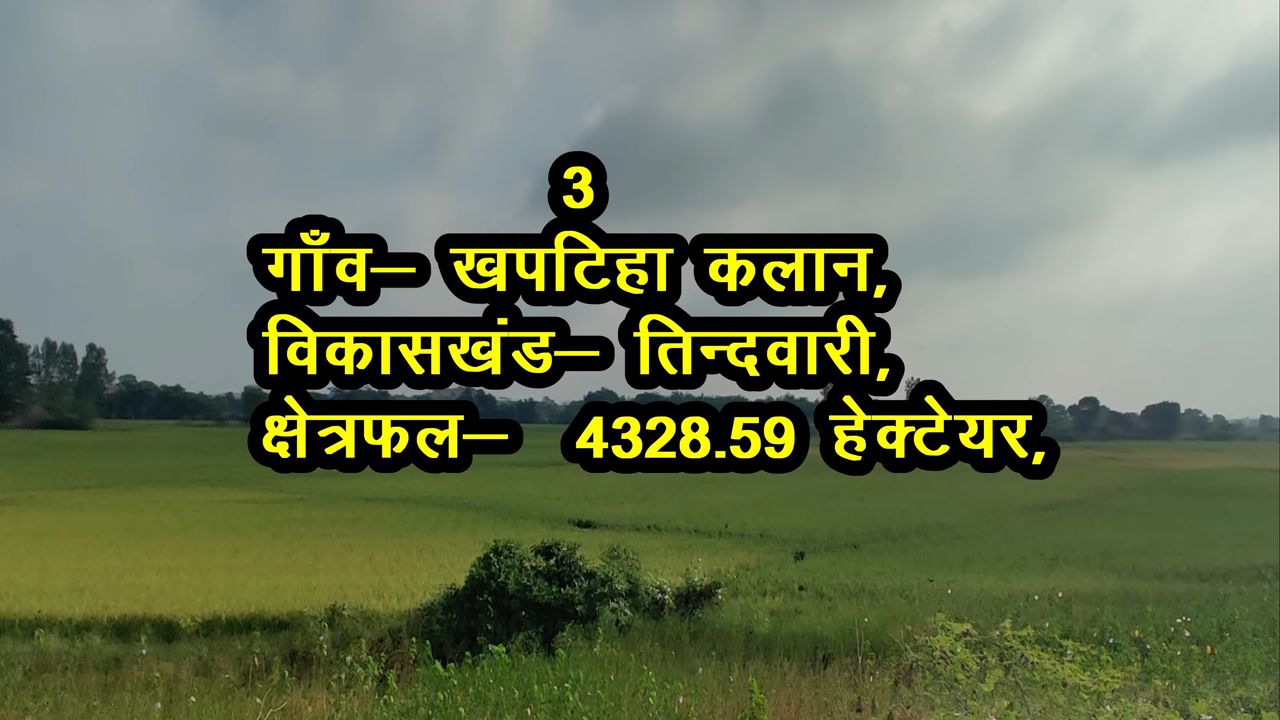 3
गाँव– खपटिहा कलान,
विकासखंड– तिन्दवारी,
क्षेत्रफल– 4328.59 हेक्टेयर,